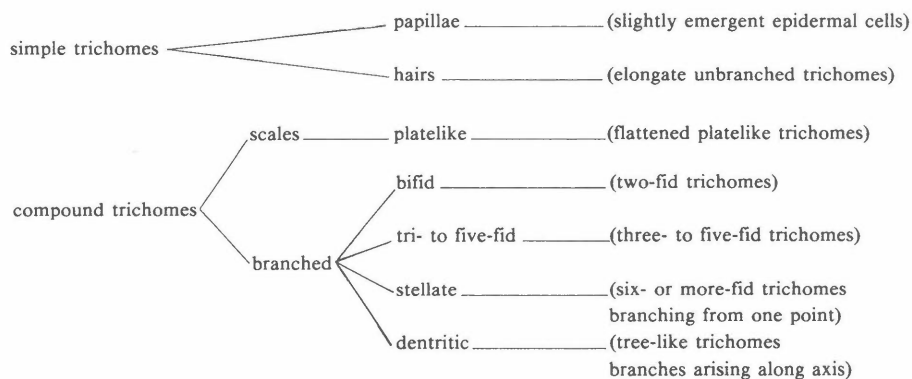 papillae (slightly emergent epidermal cells)
simple trichomes
hairs (elongate unbranched trichomes)
scales platelike (flattened platelike trichomes)
bifid (two-fid trichomes)
compound trichomes
tri- to five-fid (three- to five-fid trichomes)
branched
stellate (six- or more-fid trichomes
branching from one point)
dentritic (tree-like trichomes
branches arising along axis)